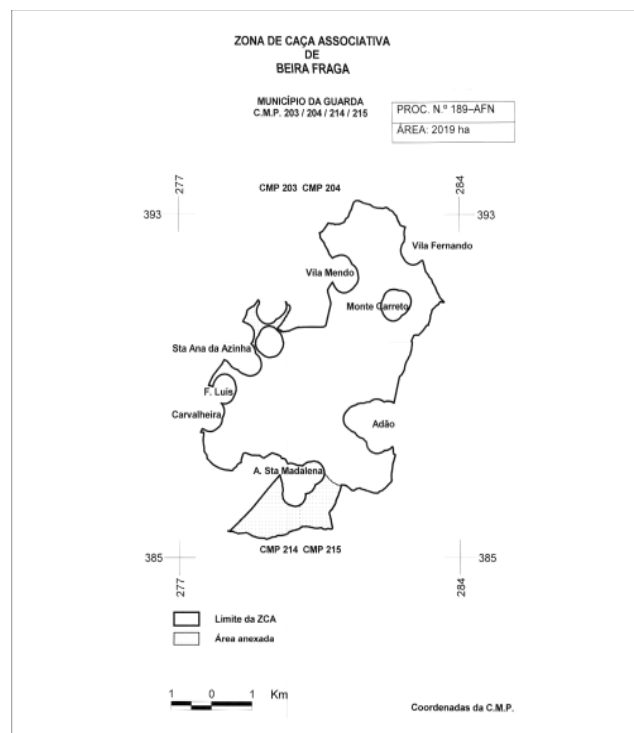 ZONA DE CAÇA ASSOCIATIVA
DE
BEIRA FRAGA
MUNICÍPIO DA GUARDA
C.M.P. 203 / 204 / 214 / 215
PROC. N.º 189–AFN
ÁREA: 2019 ha
277
CMP 203 CMP 204
284
393
393
Vila Fernando
Vila Mendo
Monte Carreto
Sta Ana da Azinha
F. Luís
Carvalheira
Adão
A. Sta Madalena
CMP 214 CMP 215
385
385
277
284
Limite da ZCA
Área anexada
1 0 1 Km
Coordenadas da C.M.P.